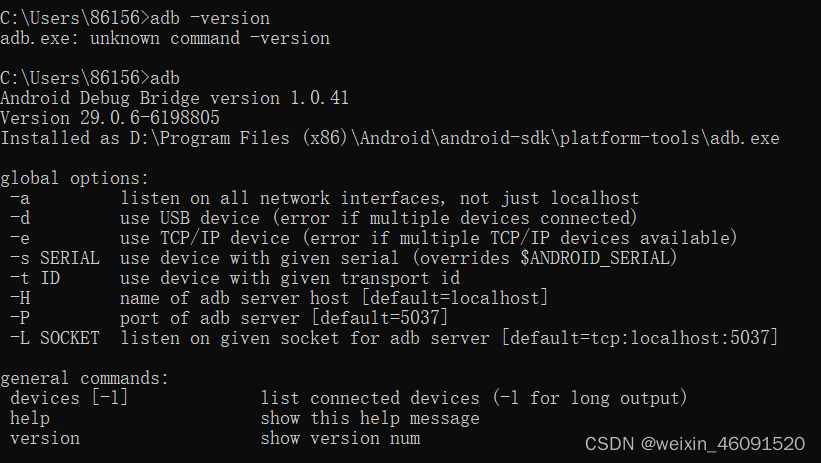 C:\Users\86156>adb -version
adb.exe: unknown command -version
C:\Users\86156>adb
Android Debug Bridge version 1.0.41
Version 29.0.6-6198805
Installed as D:\Program Files (x86)\Android\android-sdk\platform-tools\adb.exe
global options:
-a listen on all network interfaces, not just localhost
-d use USB device (error if multiple devices connected)
-e use TCP/IP device (error if multiple TCP/IP devices available)
-s SERIAL use device with given serial (overrides $ANDROID_SERIAL)
-t ID use device with given transport id
-H name of adb server host [default=localhost]
-P port of adb server [default=5037]
-L SOCKET listen on given socket for adb server [default=tcp:localhost:5037]
general commands:
devices [-l] list connected devices (-l for long output)
help show this help message
version show version num
CSDN @weixin_46091520